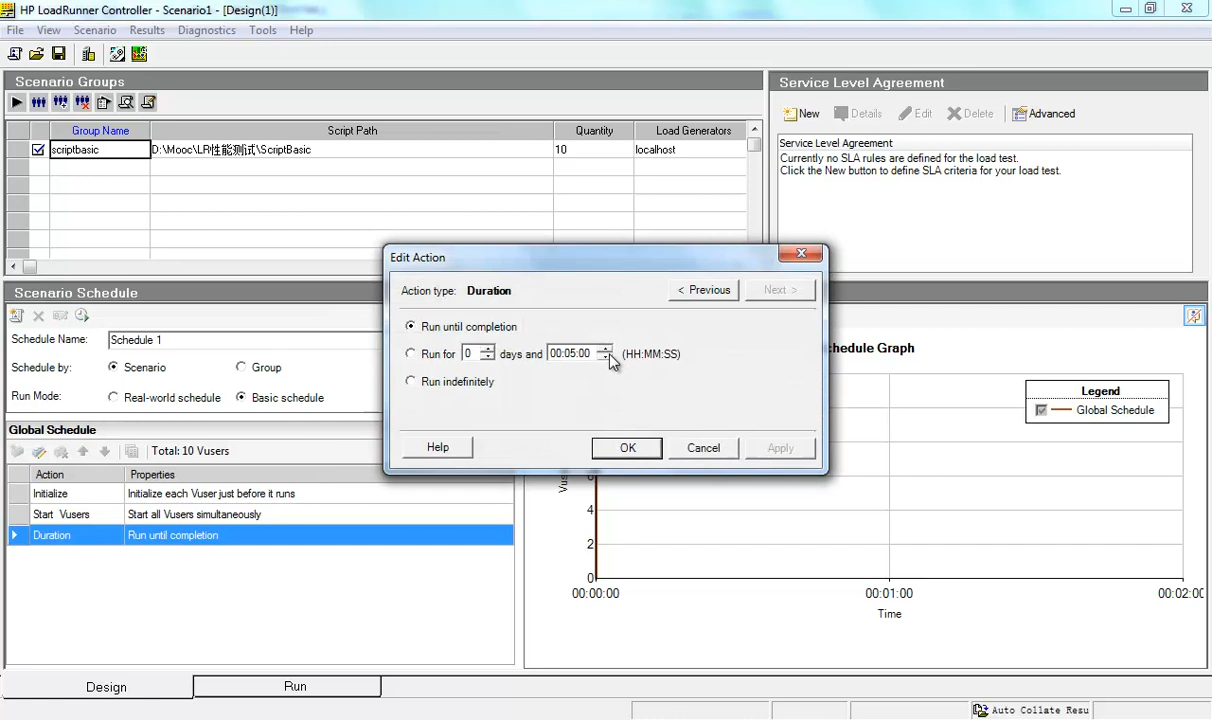 HP LoadRunner Controller - Scenario1 - [Design(1)]
File View Scenario Results Diagnostics Tools Help
Scenario Groups
Group Name Script Path Quantity Load Generators
scriptbasic D:\Mooc\LR性能测试\ScriptBasic 10 localhost
Service Level Agreement
New Details Edit Delete Advanced
Service Level Agreement
Currently no SLA rules are defined for the load test.
Click the New button to define SLA criteria for your load test.
Edit Action
Action type: Duration < Previous Next >
Run until completion
Run for 0 days and 00:05:00 (HH:MM:SS)
Run indefinitely
Help OK Cancel Apply
Scenario Schedule
Schedule Name: Schedule 1
Schedule by: Scenario Group
Run Mode: Real-world schedule Basic schedule
Global Schedule
Total: 10 Vusers
Action Properties
Initialize Initialize each Vuser just before it runs
Start Vusers Start all Vusers simultaneously
Duration Run until completion
hedule Graph
Legend
Global Schedule
4
2
0
00:00:00 00:01:00 00:02:00
Time
Design Run
Auto Collate Resu